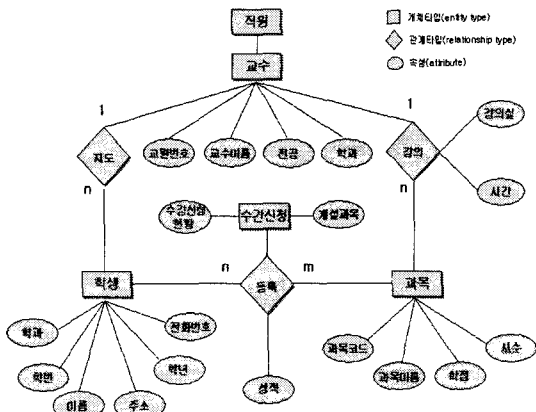 직원
개체타입(entity type)
관계타입(relationship type)
속성(attribute)
교수
1
1
강의실
지도
교원번호
교수이름
전공
학과
강의
n
n
시간
수강신청
현황
수강신청
개설과목
학생
n
등록
m
과목
학과
전화번호
학번
학년
이름
주소
성적
과목코드
과목이름
학점